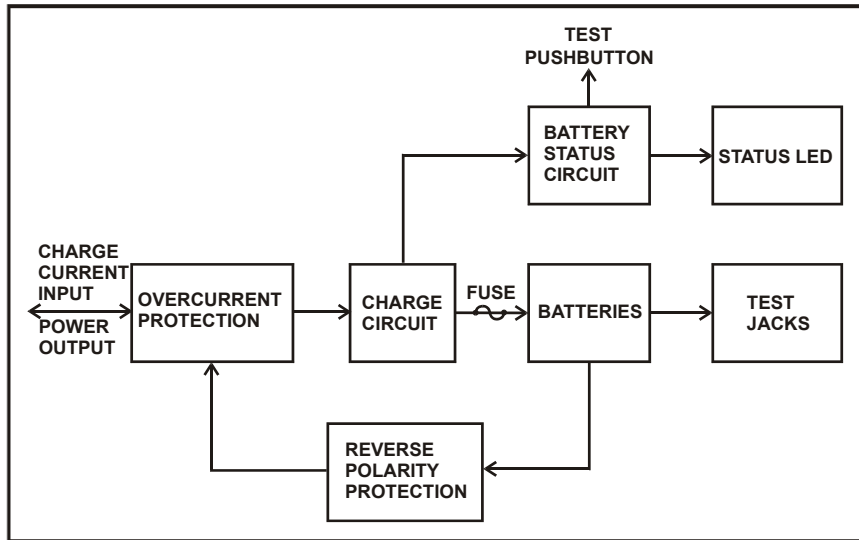 TEST
PUSHBUTTON
BATTERY
STATUS
CIRCUIT
STATUS LED
CHARGE
CURRENT
INPUT
POWER
OUTPUT
OVERCURRENT
PROTECTION
CHARGE
CIRCUIT
FUSE
BATTERIES
TEST
JACKS
REVERSE
POLARITY
PROTECTION